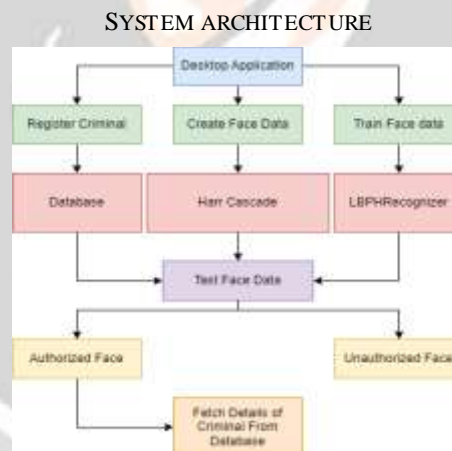 SYSTEM ARCHITECTURE
Desktop Application
Register Criminal
Create Face Data
Train Face data
Database
Harr Cascade
LBPHRecognizer
Test Face Data
Authorized Face
Unauthorized Face
Fetch Details of
Criminal From
Database